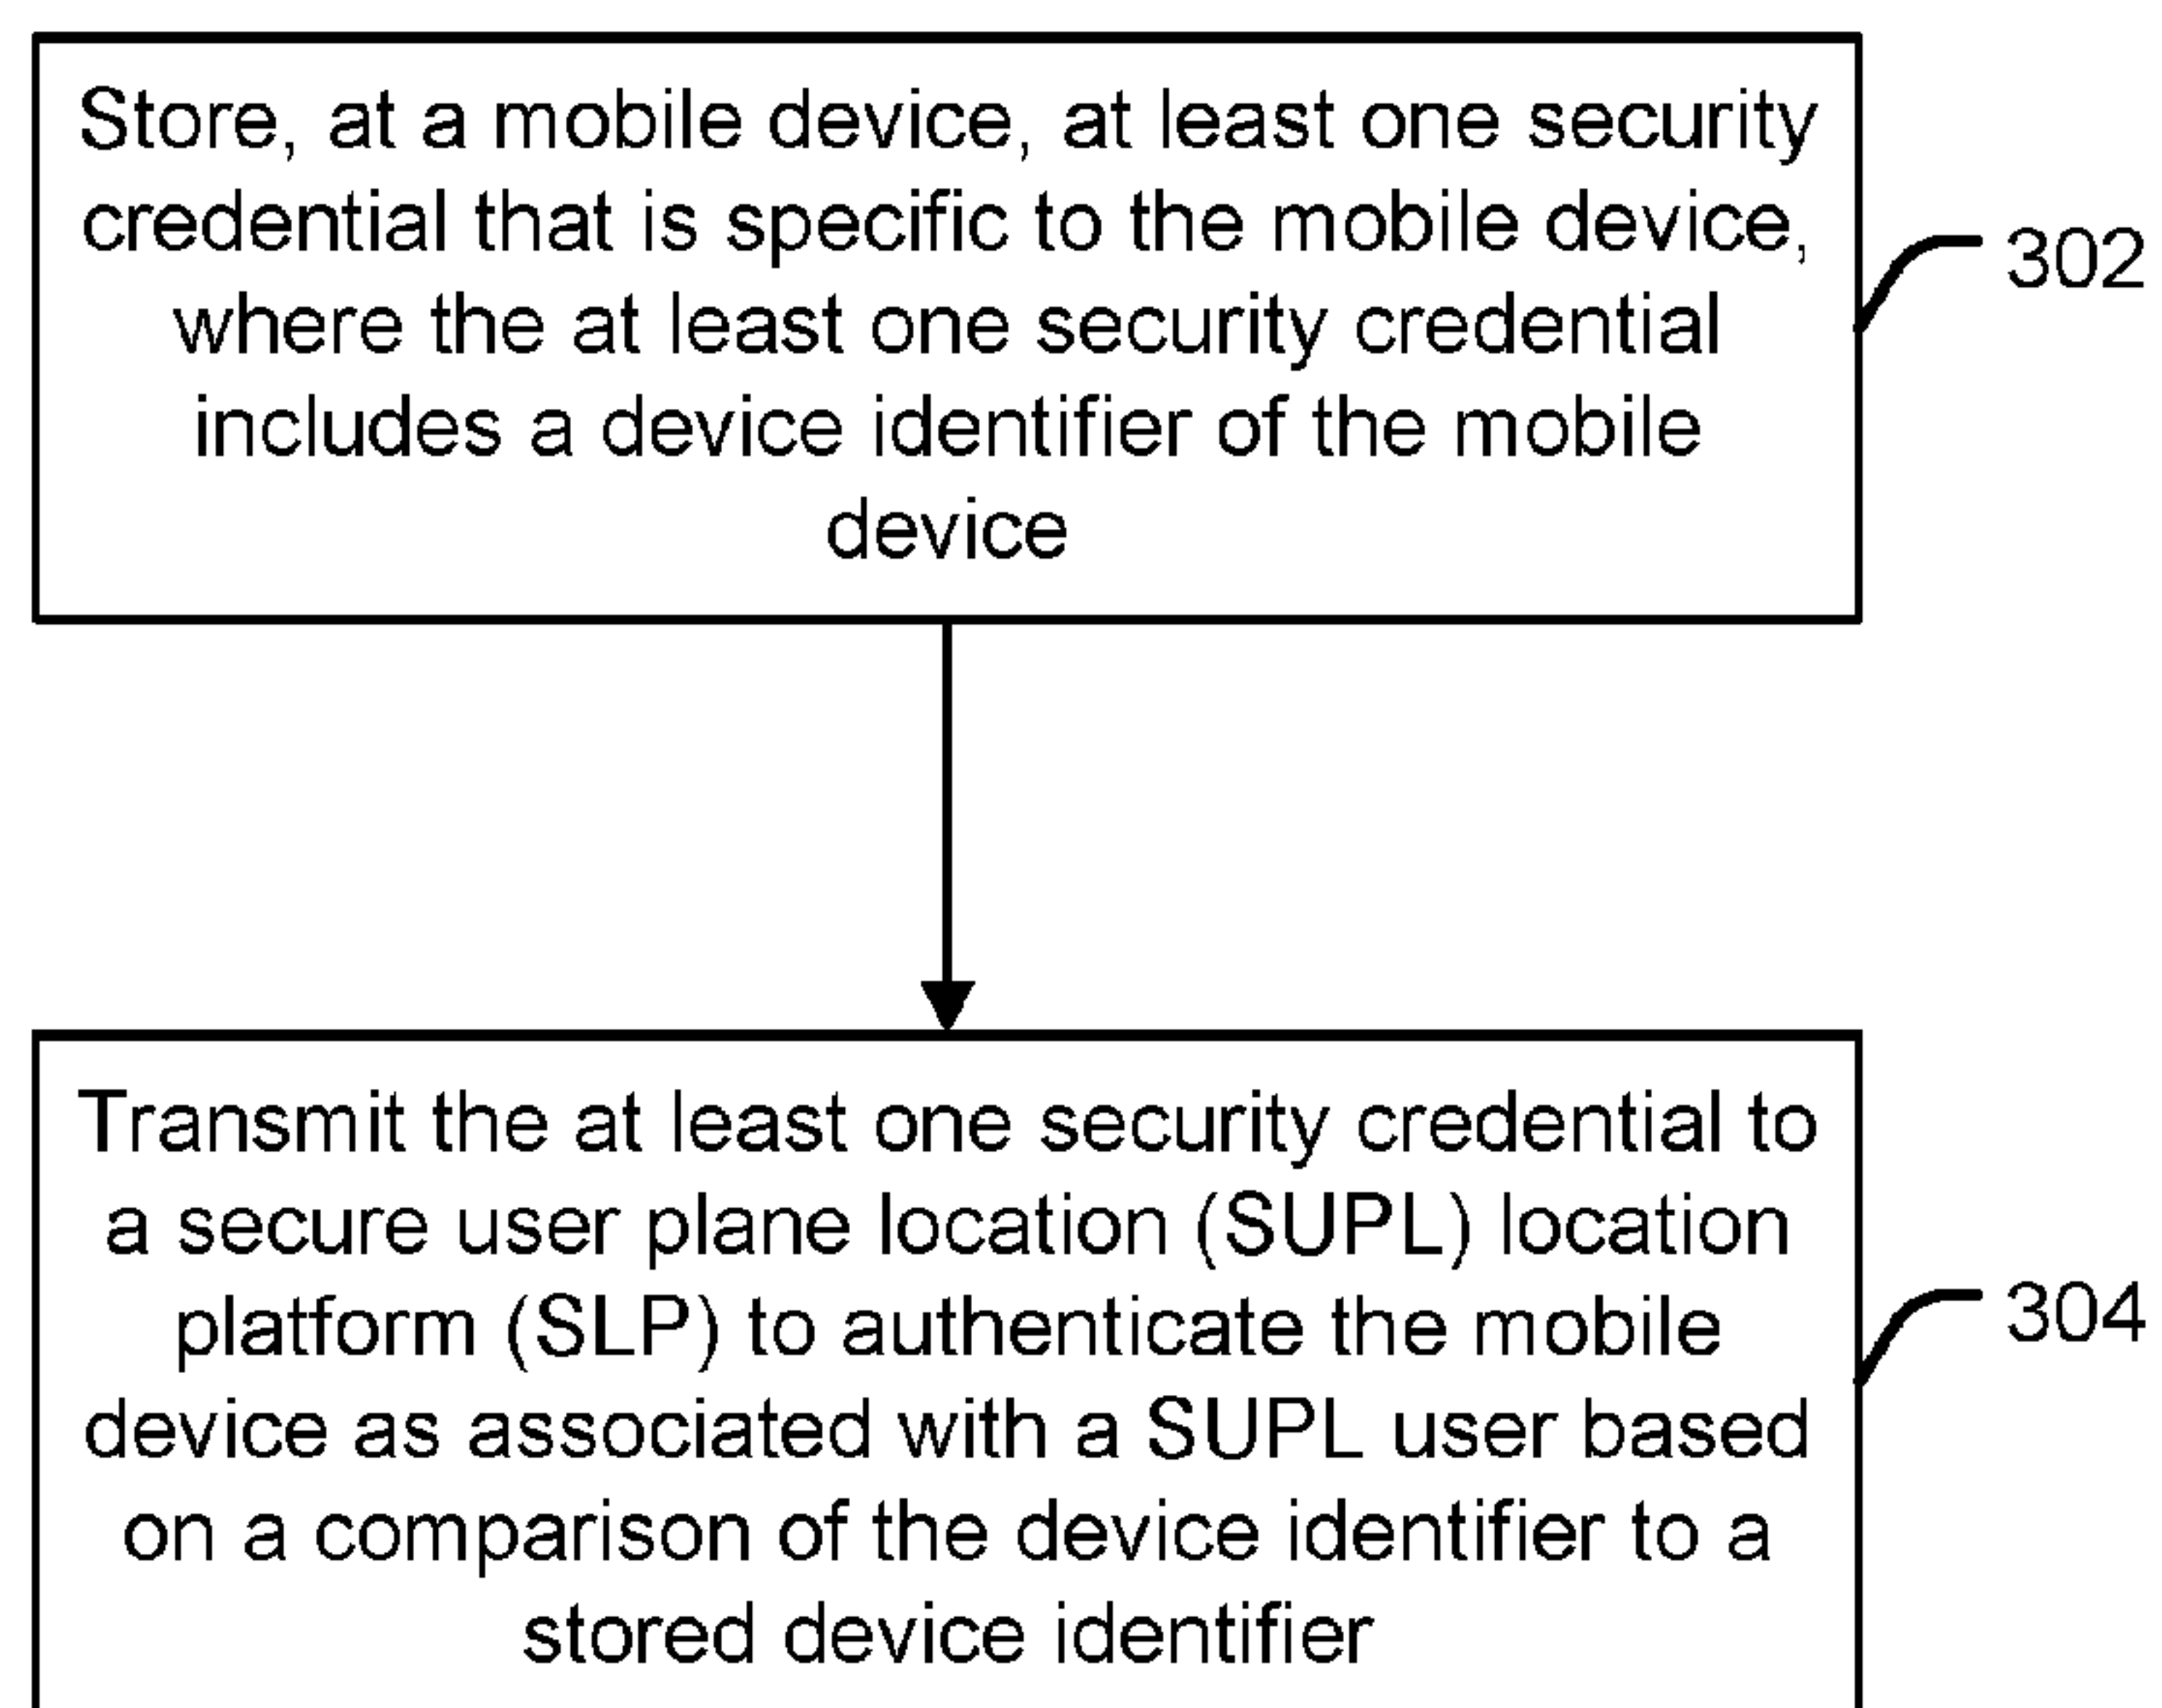 Store, at a mobile device, at least one security
credential that is specific to the mobile device,
where the at least one security credential
includes a device identifier of the mobile
device
302
Transmit the at least one security credential to
a secure user plane location (SUPL) location
platform (SLP) to authenticate the mobile
device as associated with a SUPL user based
on a comparison of the device identifier to a
stored device identifier
304